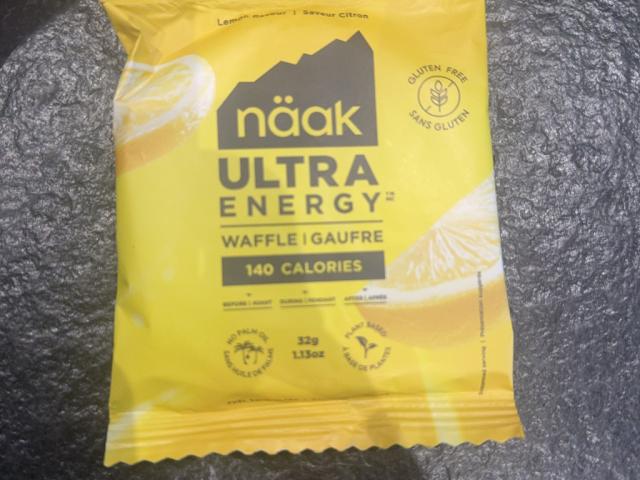 Lemon flavour | Saveur Citron
GLUTEN FREE
SANS GLUTEN
näak
ULTRA
ENERGY
WAFFLE | GAUFRE
140 CALORIES
BEFORE | AVANT
DURING | PENDANT
AFTER | APRÈS
NO PALM OIL
SANS HUILE DE PALME
32g
1.13oz
PLANT BASED
À BASE DE PLANTES